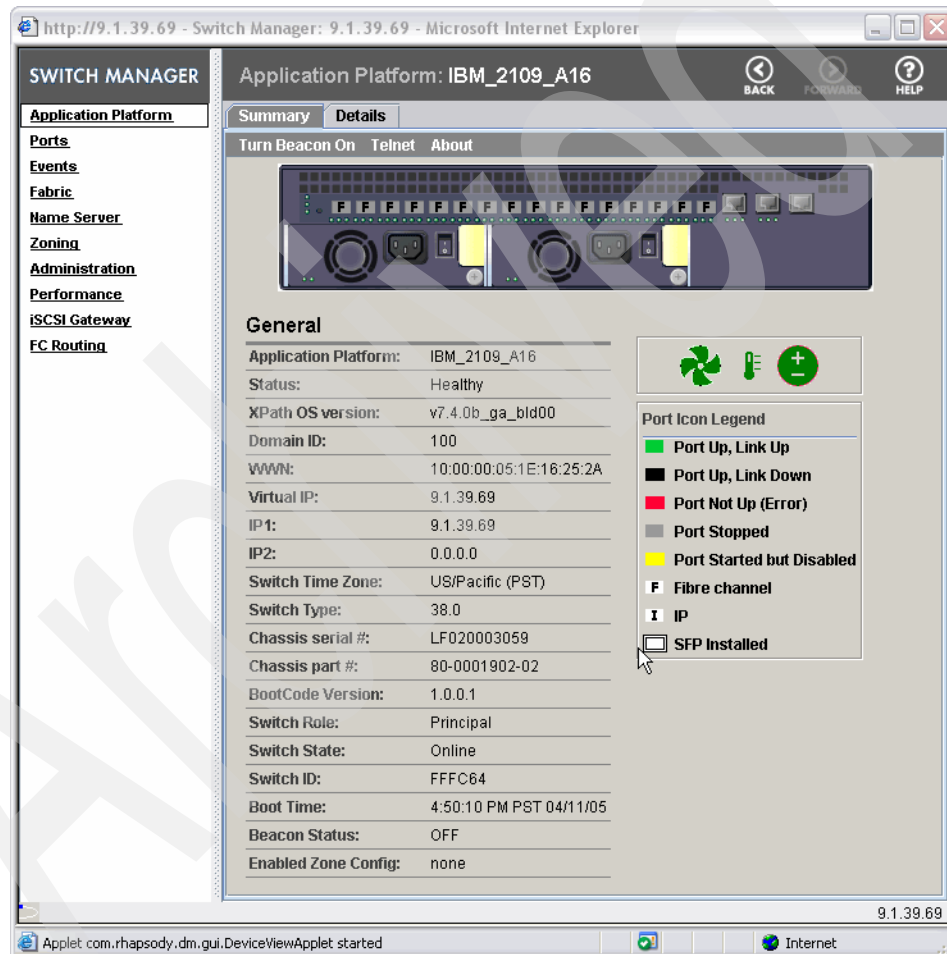 http://9.1.39.69 - Switch Manager: 9.1.39.69 - Microsoft Internet Explorer
SWITCH MANAGER
Application Platform: IBM_2109_A16
BACK
FORWARD
HELP
Application Platform
Ports
Events
Fabric
Name Server
Zoning
Administration
Performance
iSCSI Gateway
FC Routing
Summary Details
Turn Beacon On Telnet About
F F F F F F F F F F F F F F F F
General
Application Platform: IBM_2109_A16
Status: Healthy
XPath OS version: v7.4.0b_ga_bld00
Domain ID: 100
WWN: 10:00:00:05:1E:16:25:2A
Virtual IP: 9.1.39.69
IP1: 9.1.39.69
IP2: 0.0.0.0
Switch Time Zone: US/Pacific (PST)
Switch Type: 38.0
Chassis serial #: LF020003059
Chassis part #: 80-0001902-02
BootCode Version: 1.0.0.1
Switch Role: Principal
Switch State: Online
Switch ID: FFFC64
Boot Time: 4:50:10 PM PST 04/11/05
Beacon Status: OFF
Enabled Zone Config: none
Port Icon Legend
Port Up, Link Up
Port Up, Link Down
Port Not Up (Error)
Port Stopped
Port Started but Disabled
F Fibre channel
I IP
SFP Installed
9.1.39.69
Applet com.rhapsody.dm.gui.DeviceViewApplet started
Internet